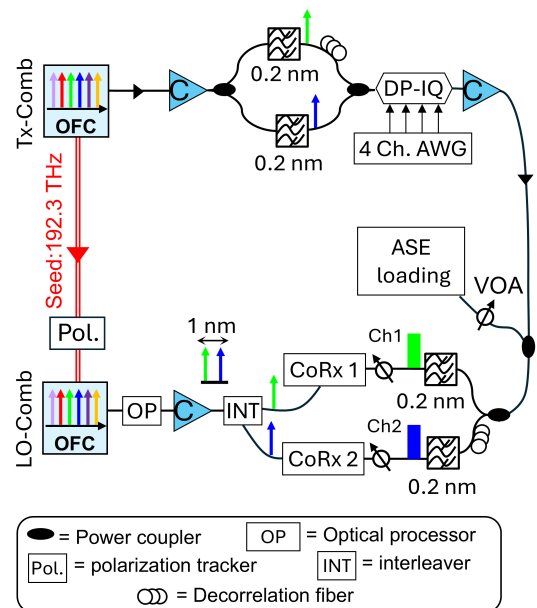 Tx-Comb
OFC
C
0.2 nm
0.2 nm
DP-IQ
4 Ch. AWG
C
Seed:192.3 THz
Pol.
ASE
loading
VOA
LO-Comb
OFC
OP
C
1 nm
INT
CoRx 1
Ch1
0.2 nm
CoRx 2
Ch2
0.2 nm
= Power coupler
OP = Optical processor
Pol. = polarization tracker
INT = interleaver
= Decorrelation fiber